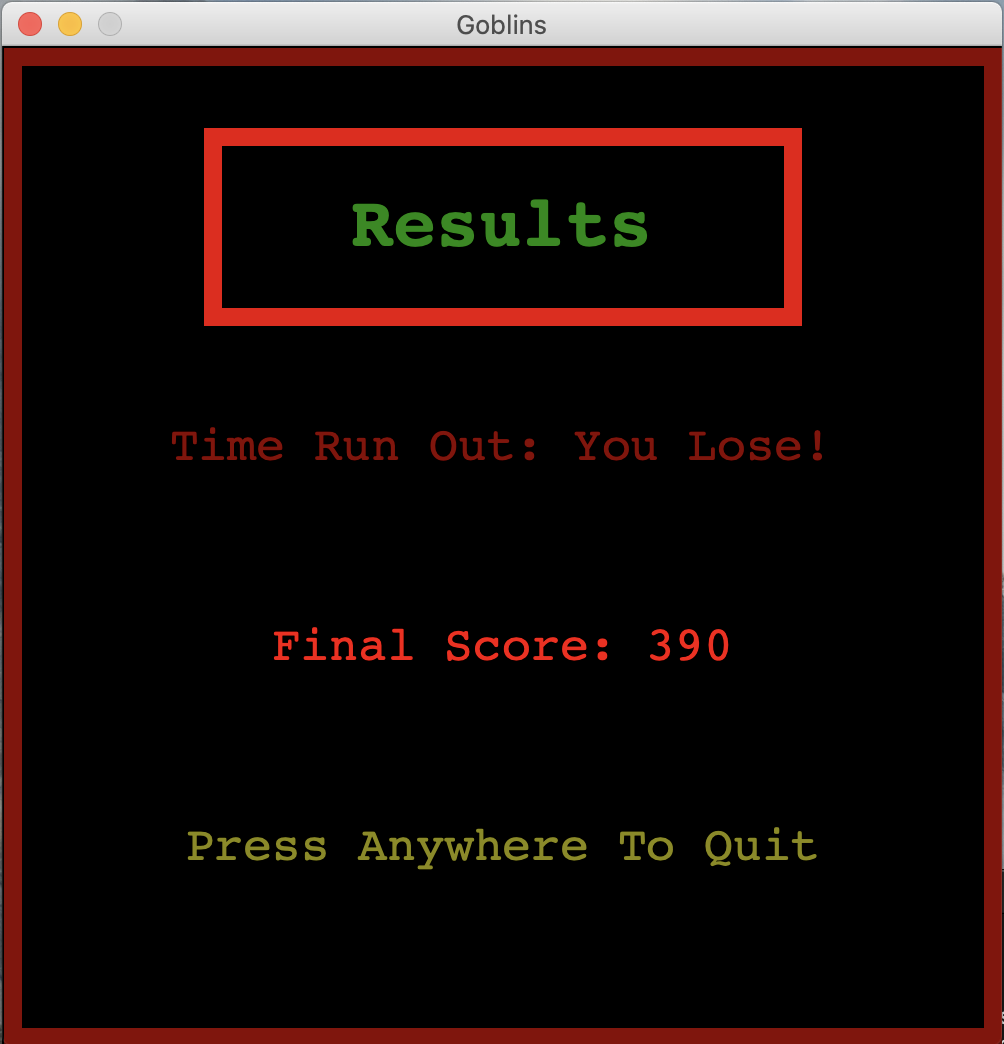 Goblins
Results
Time Run Out: You Lose!
Final Score: 390
Press Anywhere To Quit